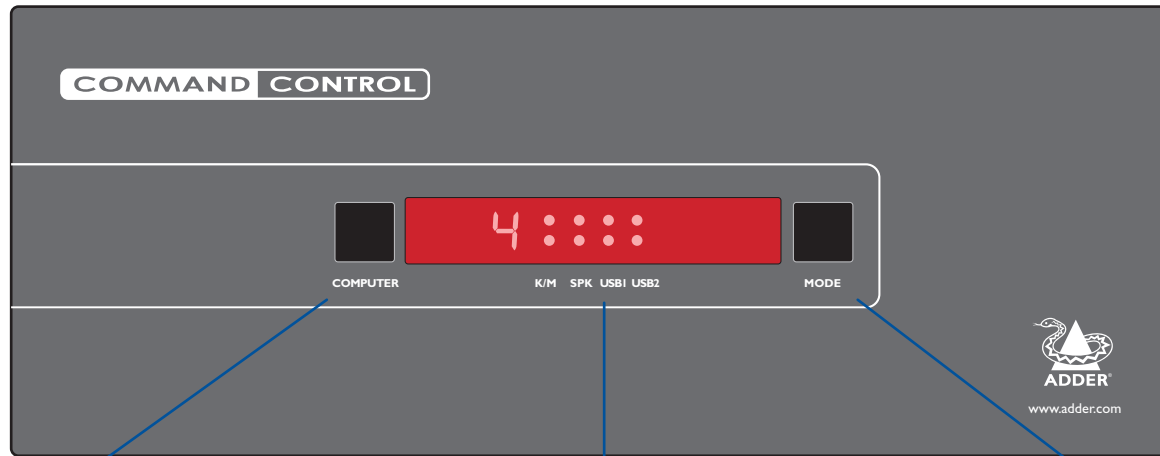 COMMAND CONTROL
4
COMPUTER
K/M SPK USB1 USB2
MODE
ADDER®
www.adder.com